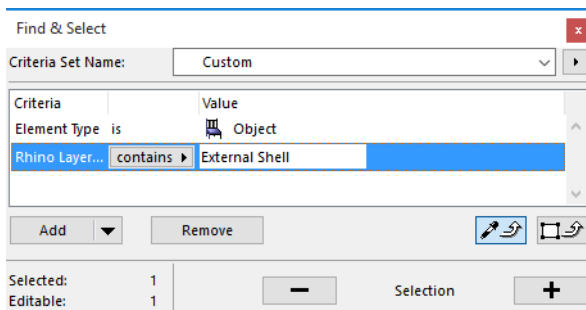 Find & Select
x
Criteria Set Name: Custom
Criteria Value
Element Type is Object
Rhino Layer... contains External Shell
Add Remove
Selected: 1
Editable: 1
Selection